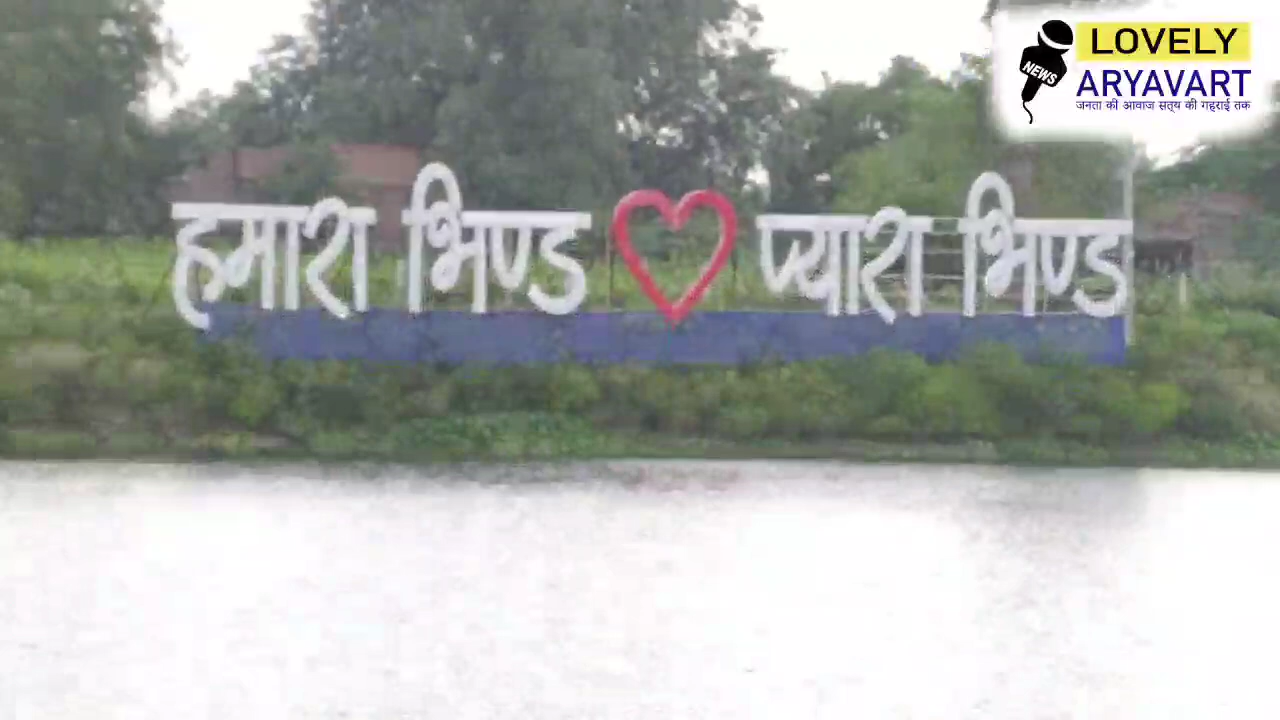 LOVELY
NEWS
ARYAVART
जनता की आवाज सत्य की गहराई तक
हमारा भिण्ड प्यारा भिण्ड